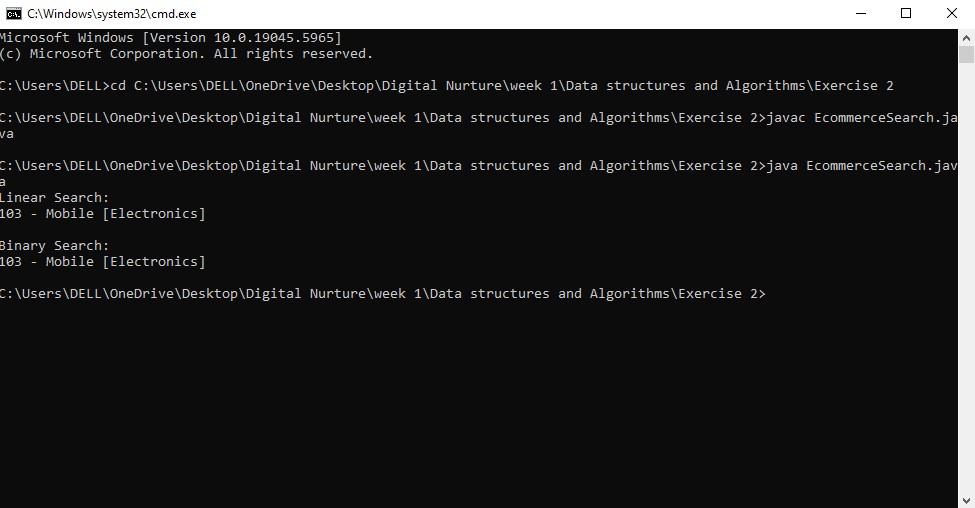 C:\Windows\system32\cmd.exe
Microsoft Windows [Version 10.0.19045.5965]
(c) Microsoft Corporation. All rights reserved.
C:\Users\DELL>cd C:\Users\DELL\OneDrive\Desktop\Digital Nurture\week 1\Data structures and Algorithms\Exercise 2
C:\Users\DELL\OneDrive\Desktop\Digital Nurture\week 1\Data structures and Algorithms\Exercise 2>javac EcommerceSearch.ja
va
C:\Users\DELL\OneDrive\Desktop\Digital Nurture\week 1\Data structures and Algorithms\Exercise 2>java EcommerceSearch.jav
a
Linear Search:
103 - Mobile [Electronics]
Binary Search:
103 - Mobile [Electronics]
C:\Users\DELL\OneDrive\Desktop\Digital Nurture\week 1\Data structures and Algorithms\Exercise 2>